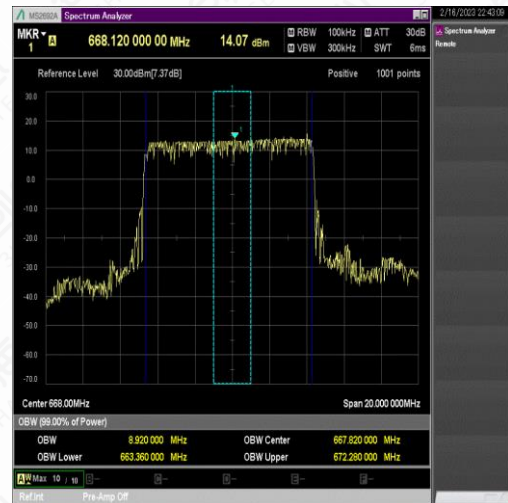 MS2692A Spectrum Analyzer
2/16/2023 22:43:09
MKR 1 A 668.120 000 00 MHz 14.07 dBm
M RBW 100kHz M ATT 30dB
M VBW 300kHz SWT 6ms
Spectrum Analyzer
Remote
Reference Level 30.00dBm[7.37dB] Positive 1001 points
30.0
20.0
10.0
0.0
-10.0
-20.0
-30.0
-40.0
-50.0
-60.0
-70.0
1
Center 668.00MHz Span 20.000 000MHz
OBW (99.00% of Power)
OBW 8.920 000 MHz OBW Center 667.820 000 MHz
OBW Lower 663.360 000 MHz OBW Upper 672.280 000 MHz
A W Max 10 / 10
Ref.Int Pre-Amp Off